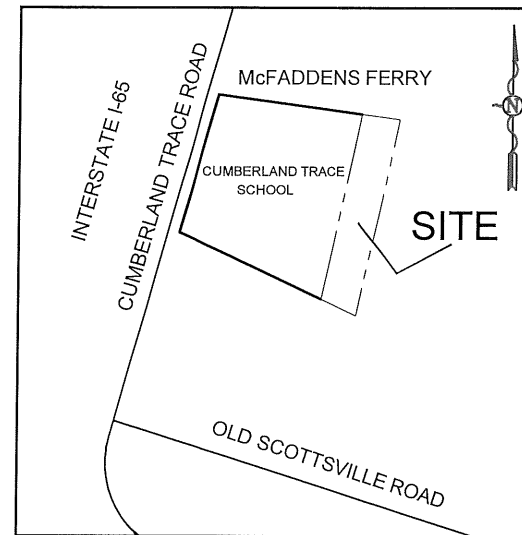 McFADDENS FERRY
INTERSTATE I-65
CUMBERLAND TRACE ROAD
CUMBERLAND TRACE
SCHOOL
SITE
OLD SCOTTSVILLE ROAD
N